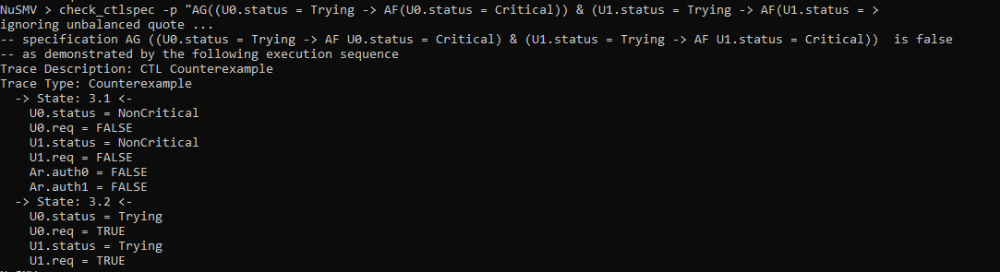 NuSMV > check_ctlspec -p "AG((U0.status = Trying -> AF(U0.status = Critical)) & (U1.status = Trying -> AF(U1.status = >
ignoring unbalanced quote ...
-- specification AG ((U0.status = Trying -> AF U0.status = Critical) & (U1.status = Trying -> AF U1.status = Critical))  is false
-- as demonstrated by the following execution sequence
Trace Description: CTL Counterexample
Trace Type: Counterexample
  -> State: 3.1 <-
    U0.status = NonCritical
    U0.req = FALSE
    U1.status = NonCritical
    U1.req = FALSE
    Ar.auth0 = FALSE
    Ar.auth1 = FALSE
  -> State: 3.2 <-
    U0.status = Trying
    U0.req = TRUE
    U1.status = Trying
    U1.req = TRUE